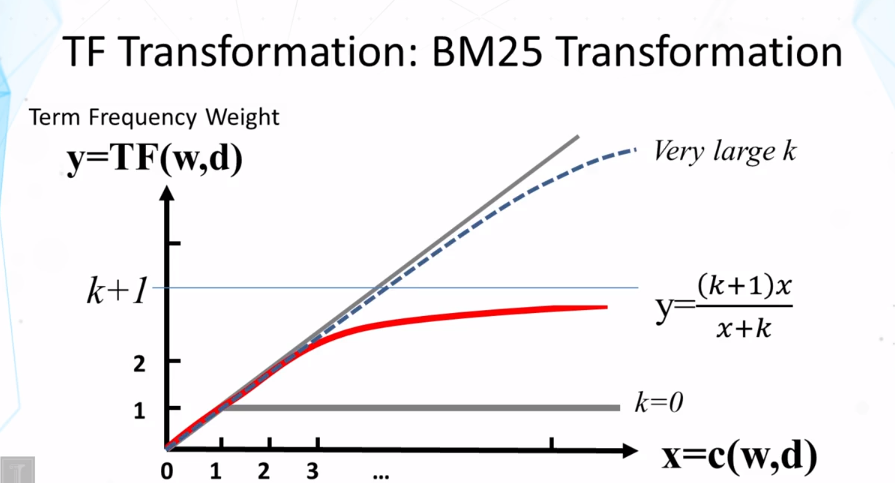 TF Transformation: BM25 Transformation
Term Frequency Weight
y=TF(w,d)
Very large k
k+1
y=(k+1)x/x+k
2
1
k=0
0 1 2 3 ...
x=c(w,d)